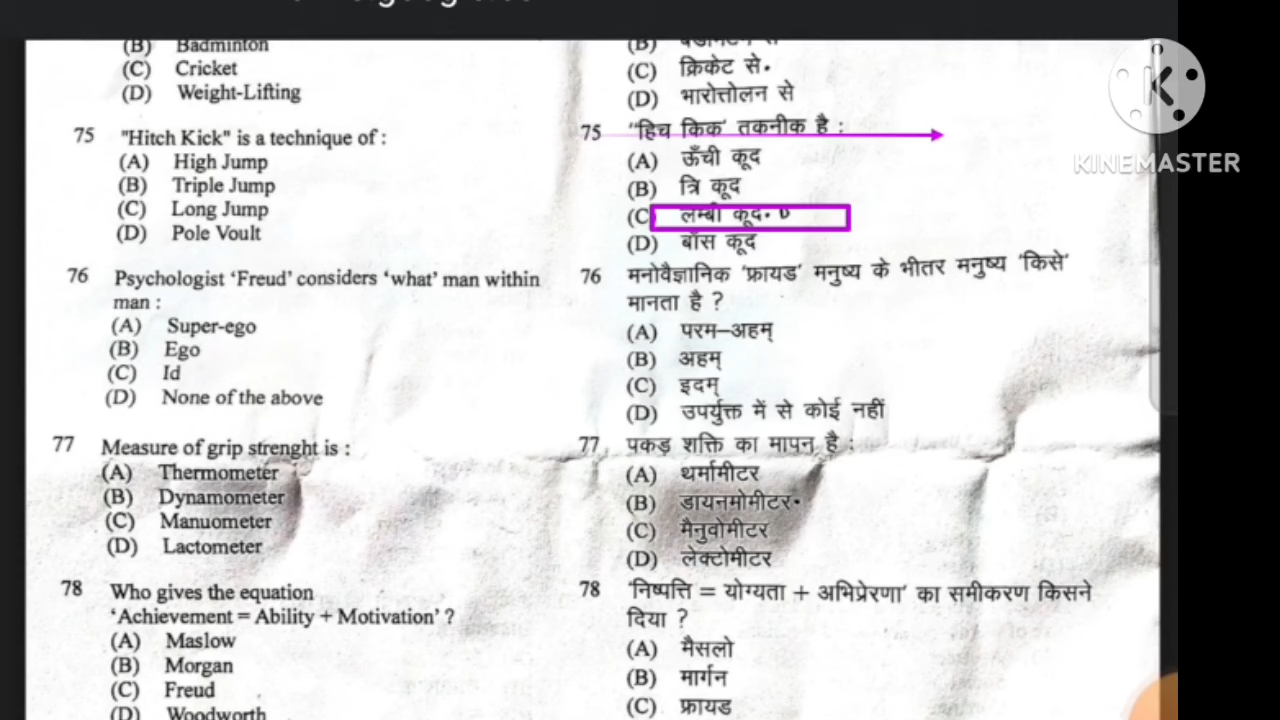 (B) Badminton
(C) Cricket
(D) Weight-Lifting
75 "Hitch Kick" is a technique of :
(A) High Jump
(B) Triple Jump
(C) Long Jump
(D) Pole Voult
76 Psychologist ‘Freud’ considers ‘what’ man within
man :
(A) Super-ego
(B) Ego
(C) Id
(D) None of the above
77 Measure of grip strenght is :
(A) Thermometer
(B) Dynamometer
(C) Manuometer
(D) Lactometer
78 Who gives the equation
‘Achievement = Ability + Motivation’ ?
(A) Maslow
(B) Morgan
(C) Freud
(D) Woodworth
(B) बैडमिंटन से
(C) क्रिकेट से
(D) भारोत्तोलन से
75 "हिच किक" तकनीक है :
(A) ऊँची कूद
(B) त्रि कूद
(C) लम्बी कूद
(D) बाँस कूद
76 मनोवैज्ञानिक ‘फ्रायड’ मनुष्य के भीतर मनुष्य ‘किसे’
मानता है ?
(A) परम–अहम्
(B) अहम्
(C) इदम्
(D) उपर्युक्त में से कोई नहीं
77 पकड़ शक्ति का मापन है :
(A) थर्मामीटर
(B) डायनमोमीटर
(C) मैनुवोमीटर
(D) लेक्टोमीटर
78 ‘निष्पत्ति = योग्यता + अभिप्रेरणा’ का समीकरण किसने
दिया ?
(A) मैसलो
(B) मार्गन
(C) फ्रायड
KINEMASTER